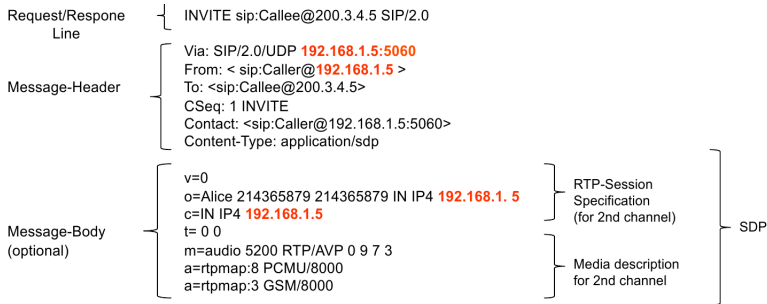 Request/Respone
Line
INVITE sip:Callee@200.3.4.5 SIP/2.0
Message-Header
Via: SIP/2.0/UDP 192.168.1.5:5060
From: < sip:Caller@192.168.1.5 >
To: <sip:Callee@200.3.4.5>
CSeq: 1 INVITE
Contact: <sip:Caller@192.168.1.5:5060>
Content-Type: application/sdp
Message-Body
(optional)
v=0
o=Alice 214365879 214365879 IN IP4 192.168.1. 5
c=IN IP4 192.168.1.5
t= 0 0
m=audio 5200 RTP/AVP 0 9 7 3
a=rtpmap:8 PCMU/8000
a=rtpmap:3 GSM/8000
RTP-Session
Specification
(for 2nd channel)
Media description
for 2nd channel
SDP